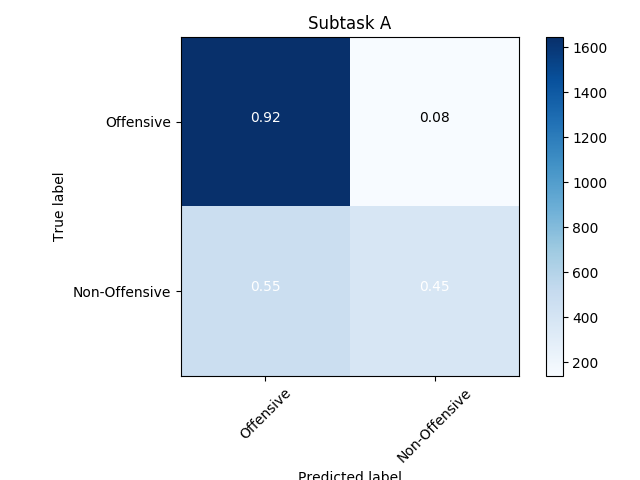 Subtask A
True label
Offensive
0.92 0.08
Non-Offensive
0.55 0.45
Offensive Non-Offensive
Predicted label
1600
1400
1200
1000
800
600
400
200